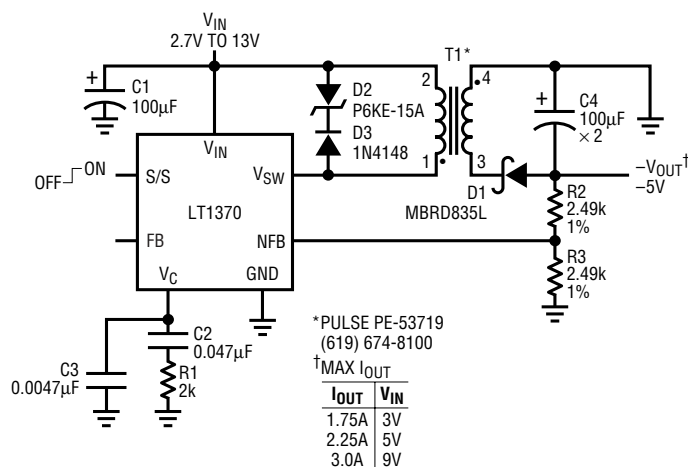 VIN
2.7V TO 13V
+
C1
100µF
D2
P6KE-15A
D3
1N4148
T1*
2
4
1
3
+
C4
100µF
× 2
VIN
OFF
ON
S/S
VSW
LT1370
FB
NFB
VC
GND
D1
MBRD835L
–VOUT†
–5V
R2
2.49k
1%
R3
2.49k
1%
C2
0.047µF
C3
0.0047µF
R1
2k
*PULSE PE-53719
(619) 674-8100
†MAX IOUT
IOUT VIN
1.75A 3V
2.25A 5V
3.0A 9V